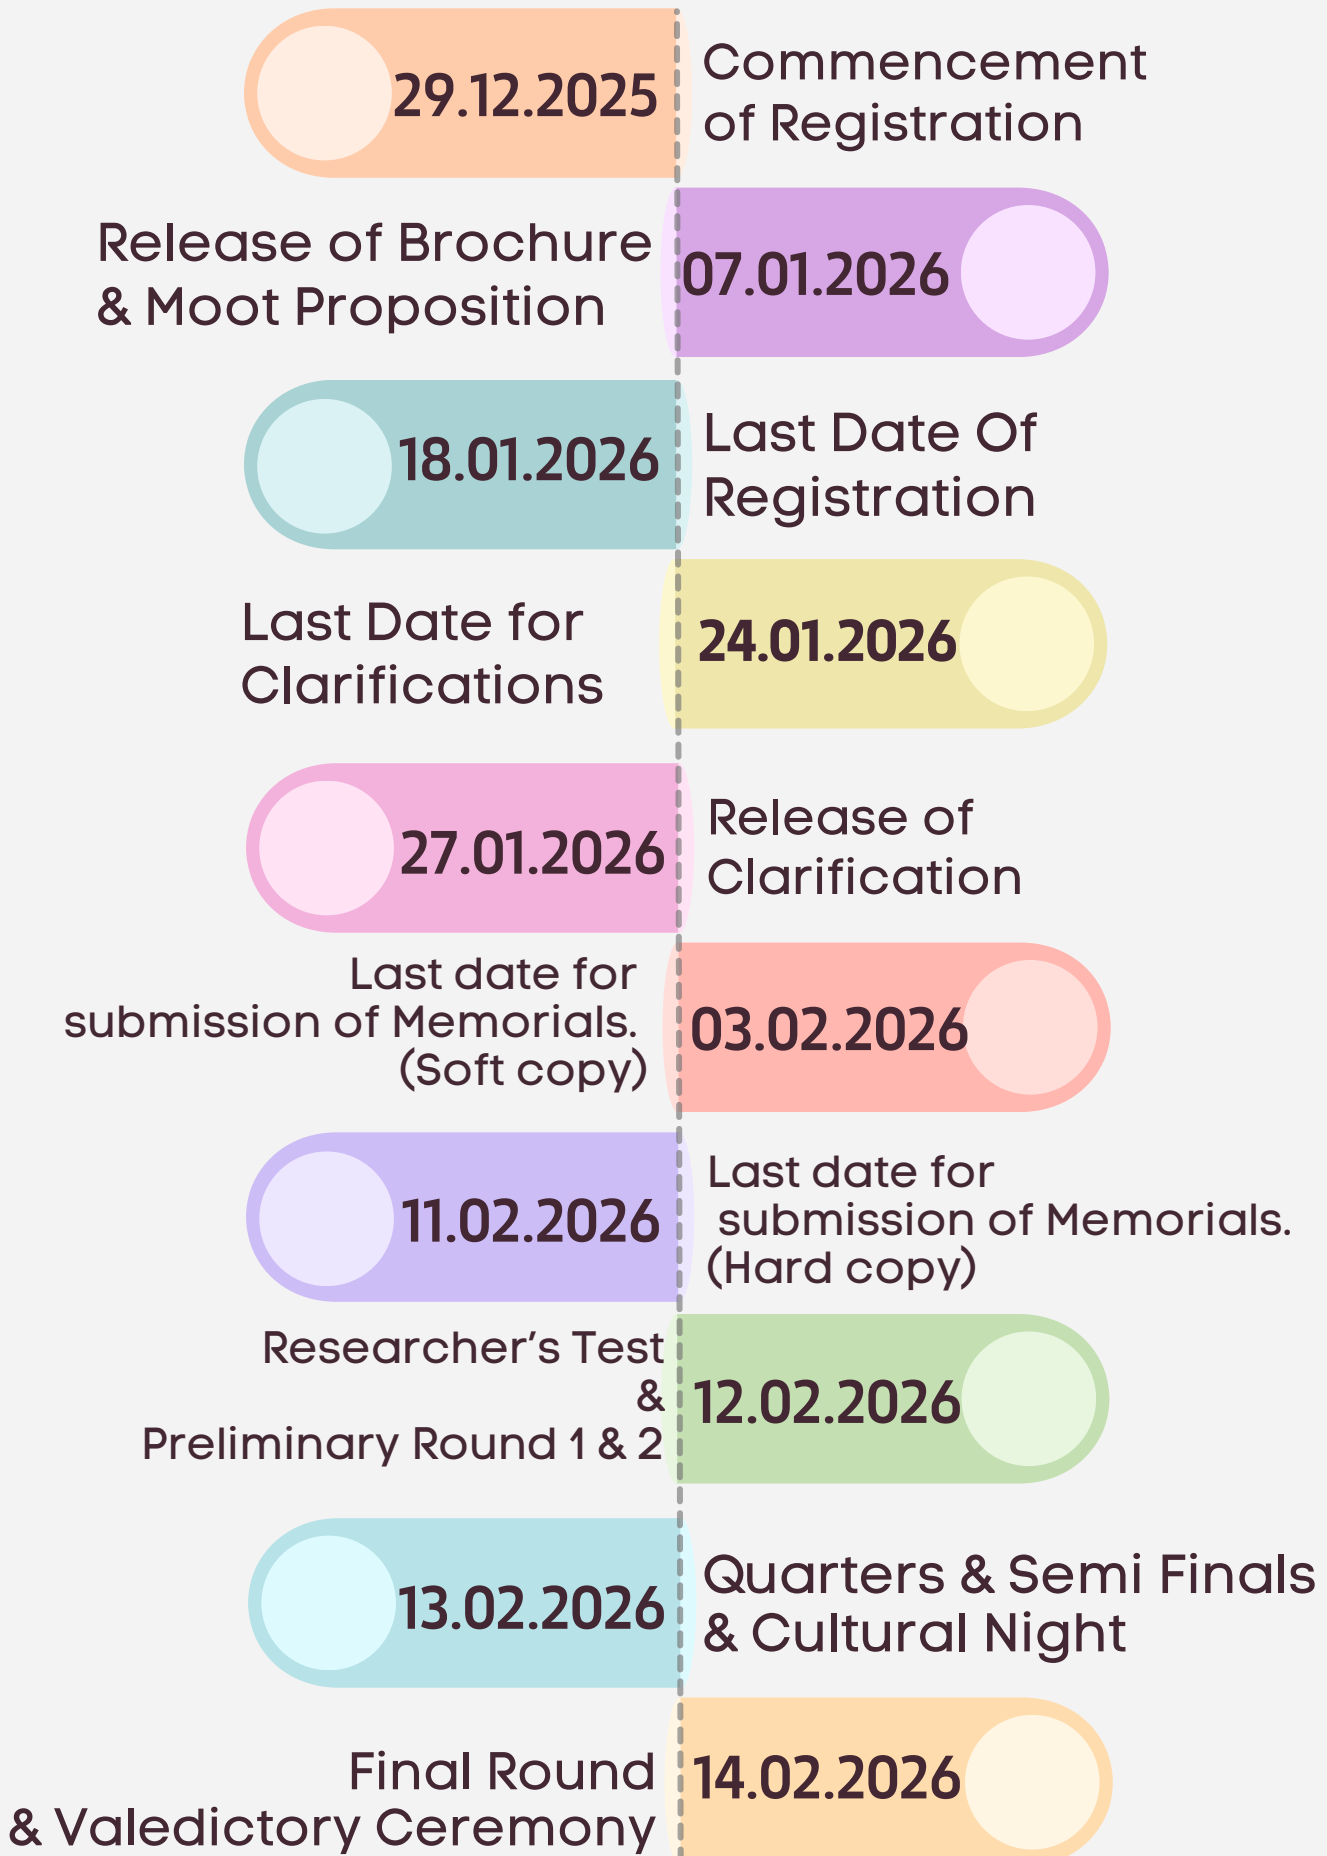 29.12.2025
Commencement
of Registration
Release of Brochure
& Moot Proposition
07.01.2026
18.01.2026
Last Date Of
Registration
Last Date for
Clarifications
24.01.2026
27.01.2026
Release of
Clarification
Last date for
submission of Memorials.
(Soft copy)
03.02.2026
11.02.2026
Last date for
submission of Memorials.
(Hard copy)
Researcher’s Test
&
Preliminary Round 1 & 2
12.02.2026
13.02.2026
Quarters & Semi Finals
& Cultural Night
Final Round
& Valedictory Ceremony
14.02.2026